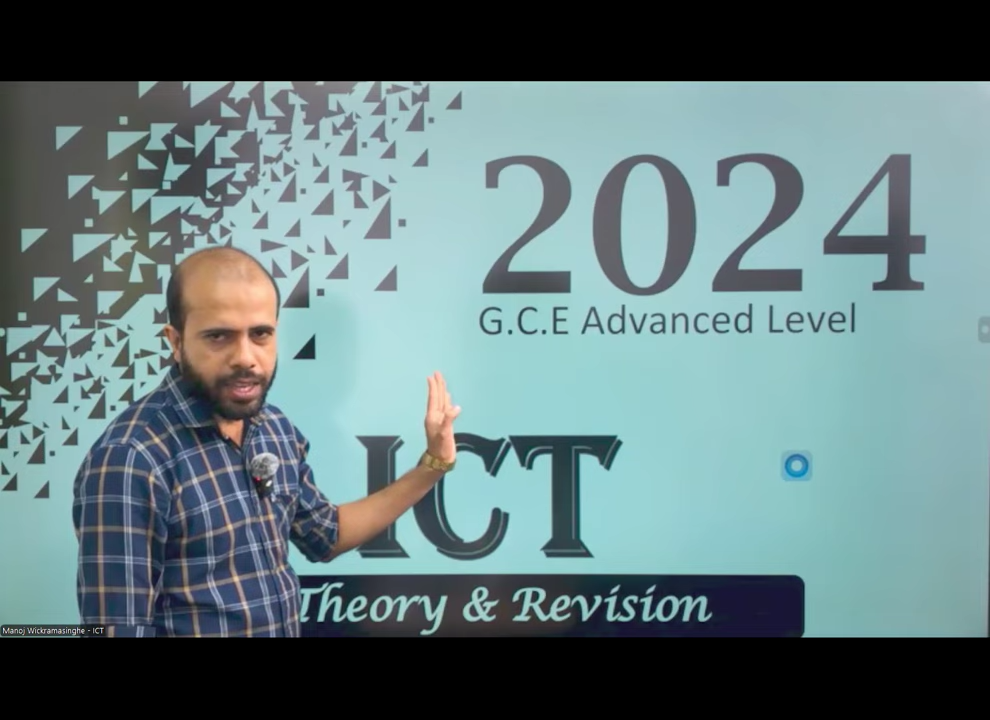 2024
G.C.E Advanced Level
ICT
Theory & Revision
Manoj Wickramasinghe - ICT